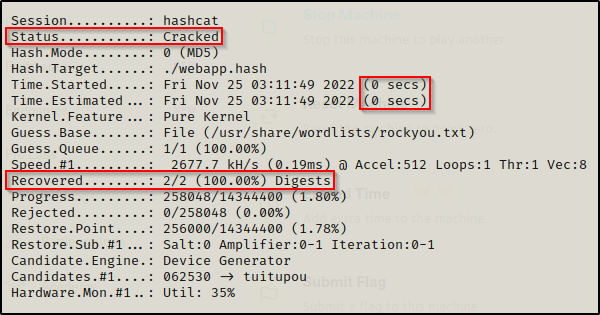 Session..........: hashcat
Status...........: Cracked
Hash.Mode........: 0 (MD5)
Hash.Target......: ./webapp.hash
Time.Started.....: Fri Nov 25 03:11:49 2022 (0 secs)
Time.Estimated...: Fri Nov 25 03:11:49 2022 (0 secs)
Kernel.Feature...: Pure Kernel
Guess.Base.......: File (/usr/share/wordlists/rockyou.txt)
Guess.Queue......: 1/1 (100.00%)
Speed.#1.........:  2677.7 kH/s (0.19ms) @ Accel:512 Loops:1 Thr:1 Vec:8
Recovered........: 2/2 (100.00%) Digests
Progress.........: 258048/14344400 (1.80%)
Rejected.........: 0/258048 (0.00%)
Restore.Point....: 256000/14344400 (1.78%)
Restore.Sub.#1...: Salt:0 Amplifier:0-1 Iteration:0-1
Candidate.Engine.: Device Generator
Candidates.#1....: 062530 -> tuitupou
Hardware.Mon.#1..: Util: 35%
Stop Machine
Stop this machine to play another.
Time
Add extra time to the machine.
Submit Flag